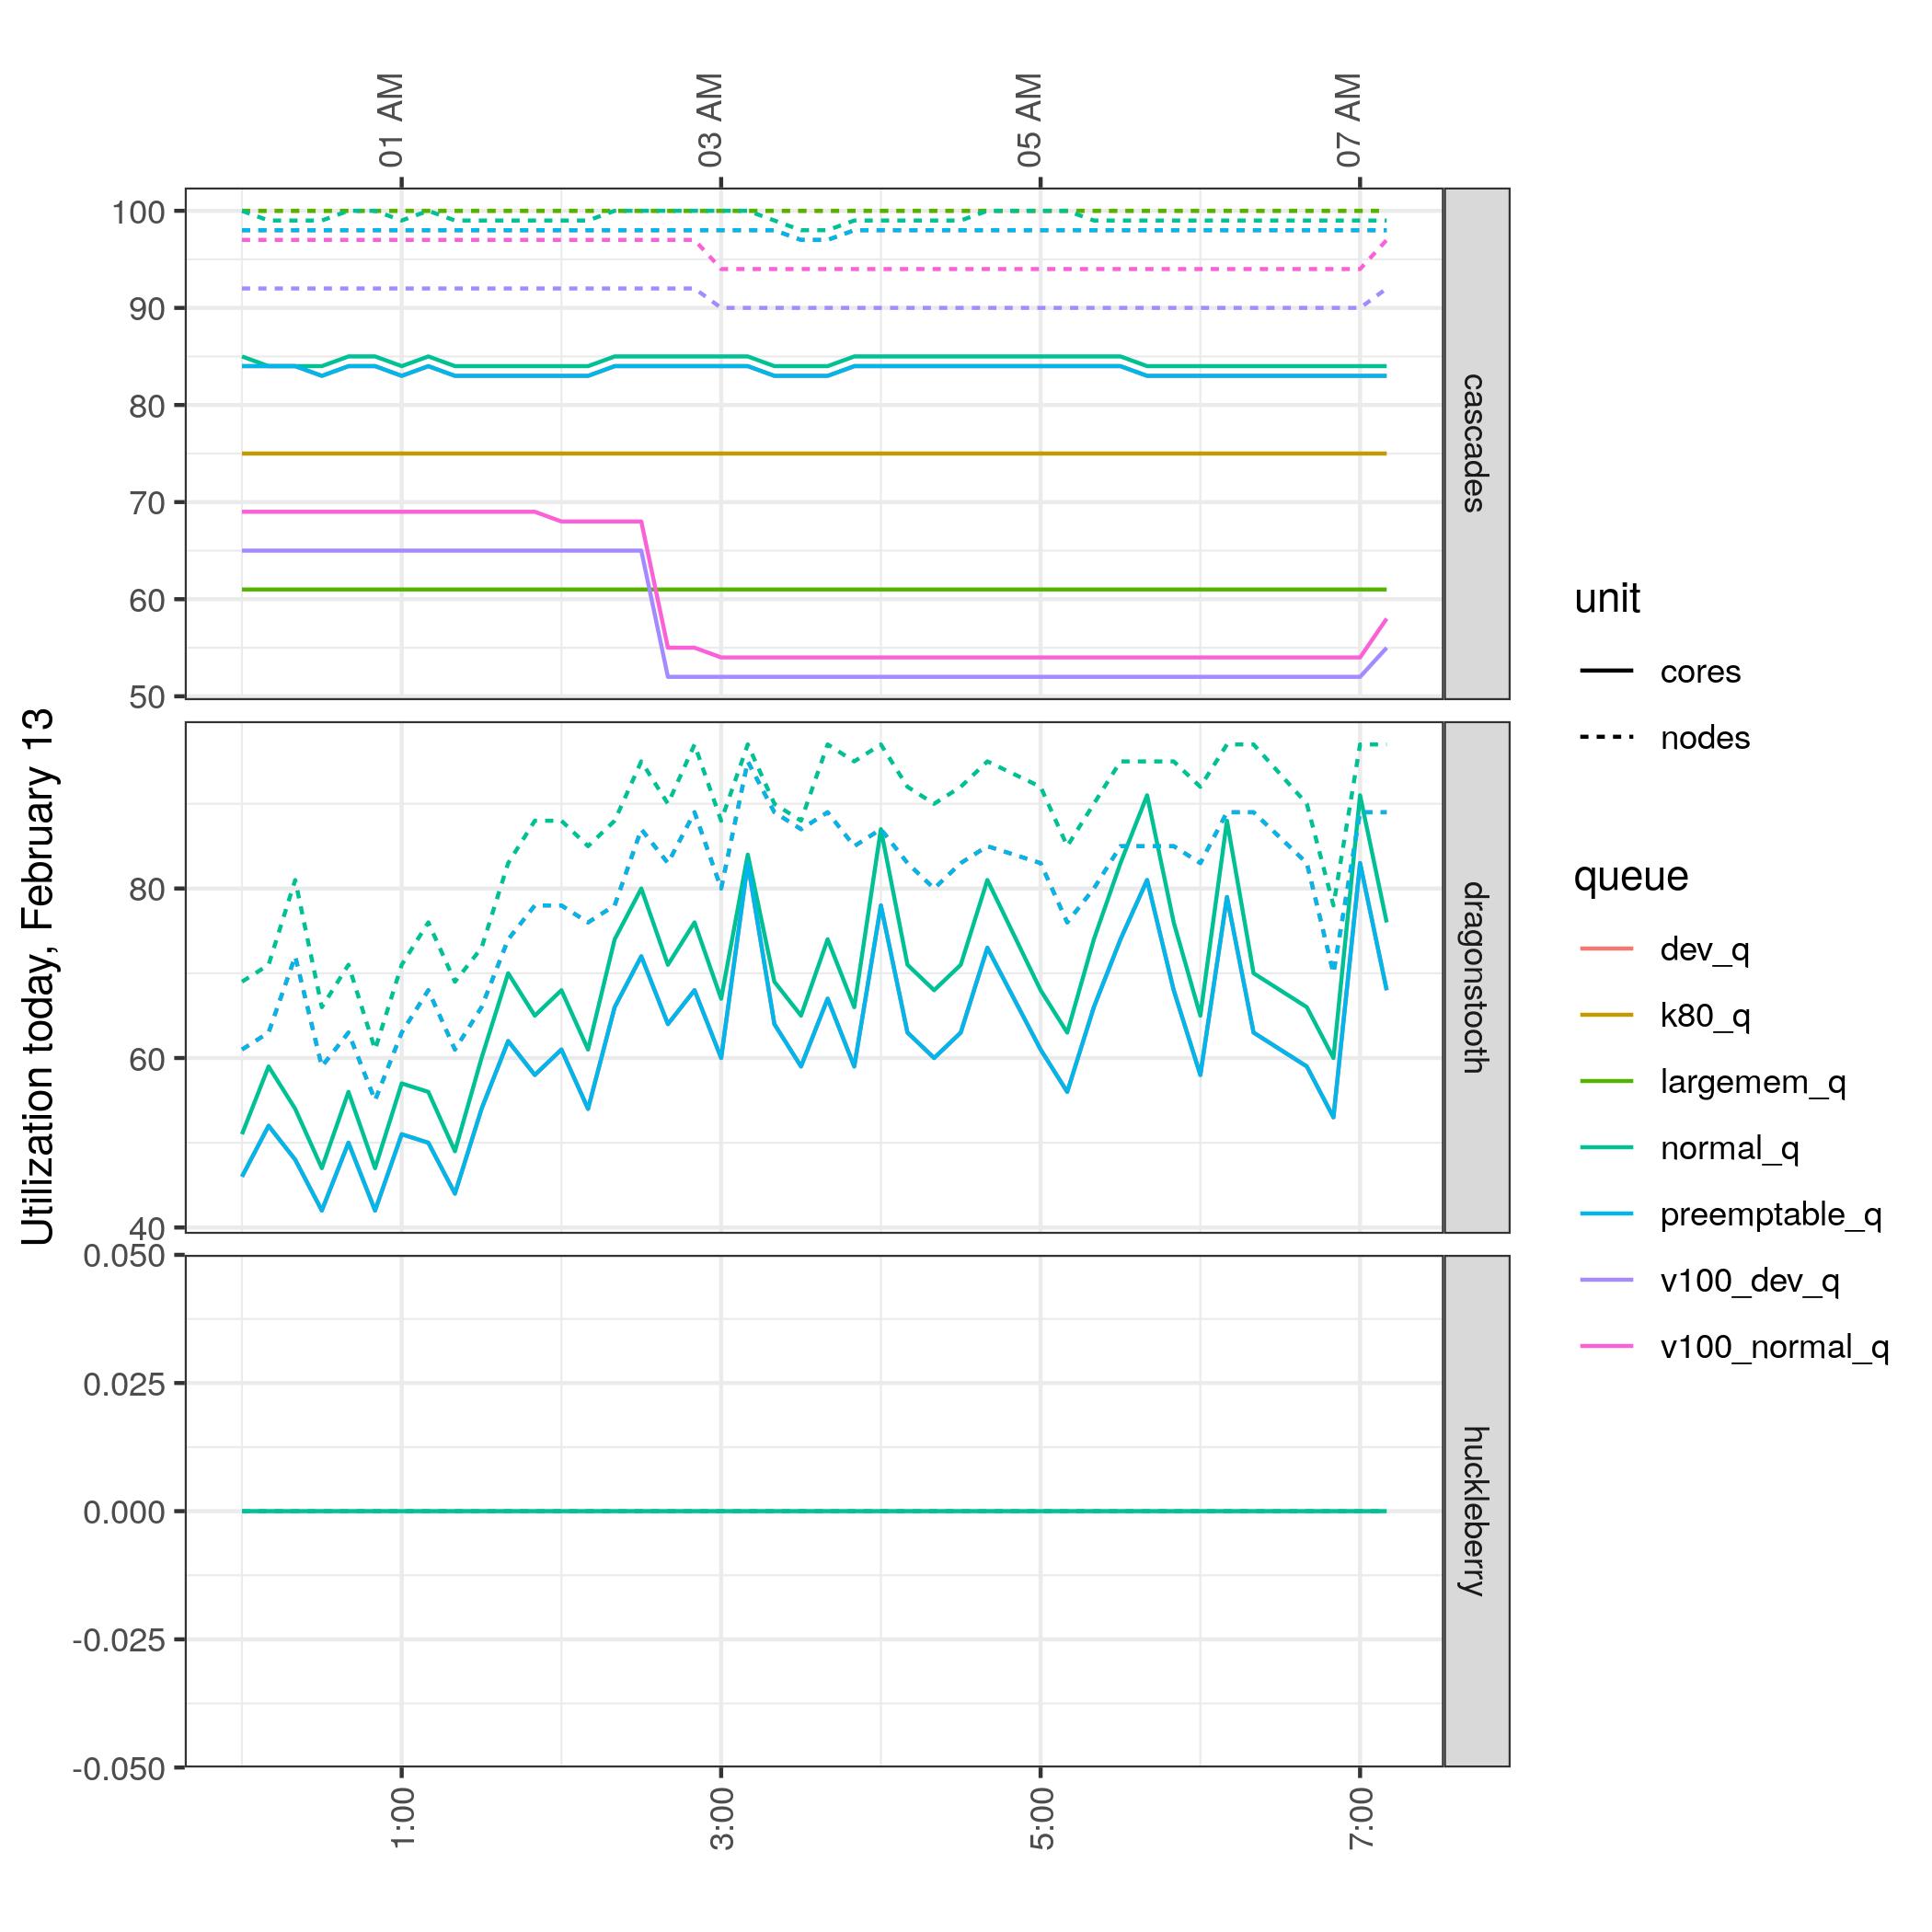 01 AM
03 AM
05 AM
07 AM
Utilization today, February 13
100
90
80
70
60
50
cascades
80
60
40
dragonstooth
0.050
0.025
0.000
-0.025
-0.050
huckleberry
1:00
3:00
5:00
7:00
unit
cores
nodes
queue
dev_q
k80_q
largemem_q
normal_q
preemptable_q
v100_dev_q
v100_normal_q